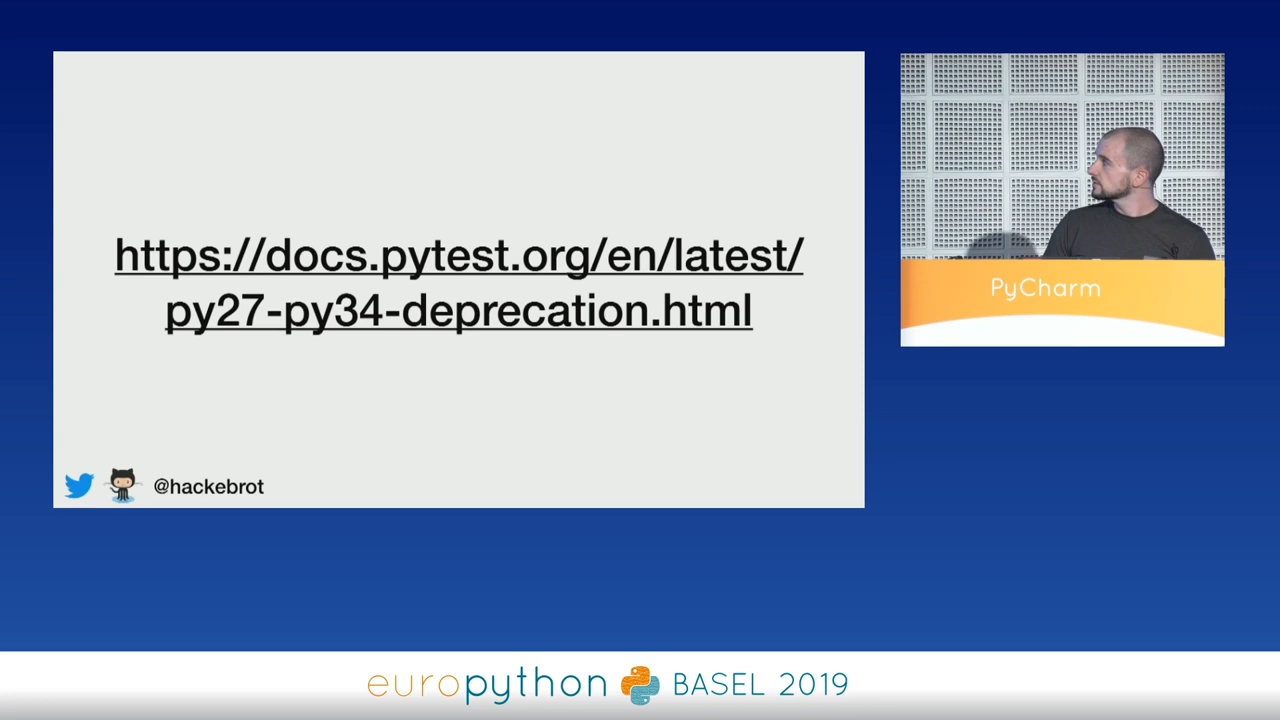 https://docs.pytest.org/en/latest/
py27-py34-deprecation.html
@hackebrot
PyCharm
europython BASEL 2019